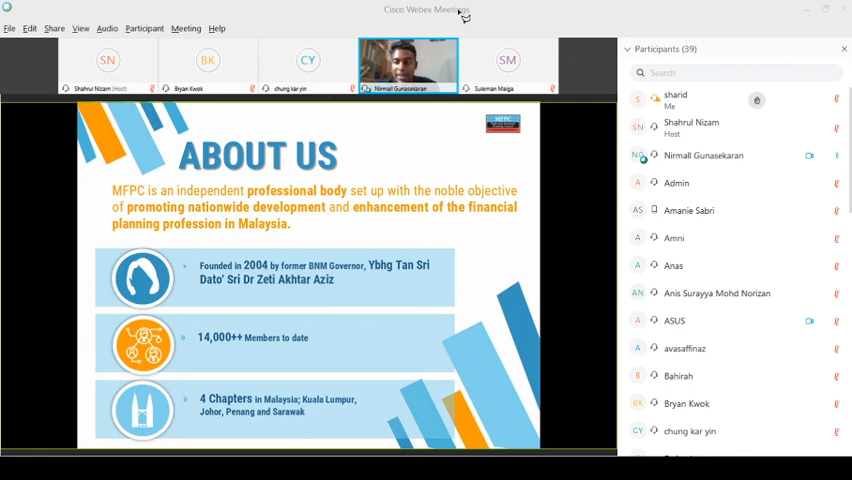 Cisco Webex Meetings
File Edit Share View Audio Participant Meeting Help
SN
BK
CY
SM
Shahrul Nizam (Host)
Bryan Kwok
chung kar yin
Nirmall Gunasekaran
Suleman Maiga
MFPC
ABOUT US
MFPC is an independent professional body set up with the noble objective
of promoting nationwide development and enhancement of the financial
planning profession in Malaysia.
» Founded in 2004 by former BNM Governor, Ybhg Tan Sri
Dato' Sri Dr Zeti Akhtar Aziz
» 14,000++ Members to date
» 4 Chapters in Malaysia; Kuala Lumpur,
Johor, Penang and Sarawak
Participants (39)
Search
S sharid
Me
SN Shahrul Nizam
Host
NG Nirmall Gunasekaran
A Admin
AS Amanie Sabri
A Amni
A Anas
AN Anis Surayya Mohd Norizan
A ASUS
A avasaffinaz
B Bahirah
BK Bryan Kwok
CY chung kar yin